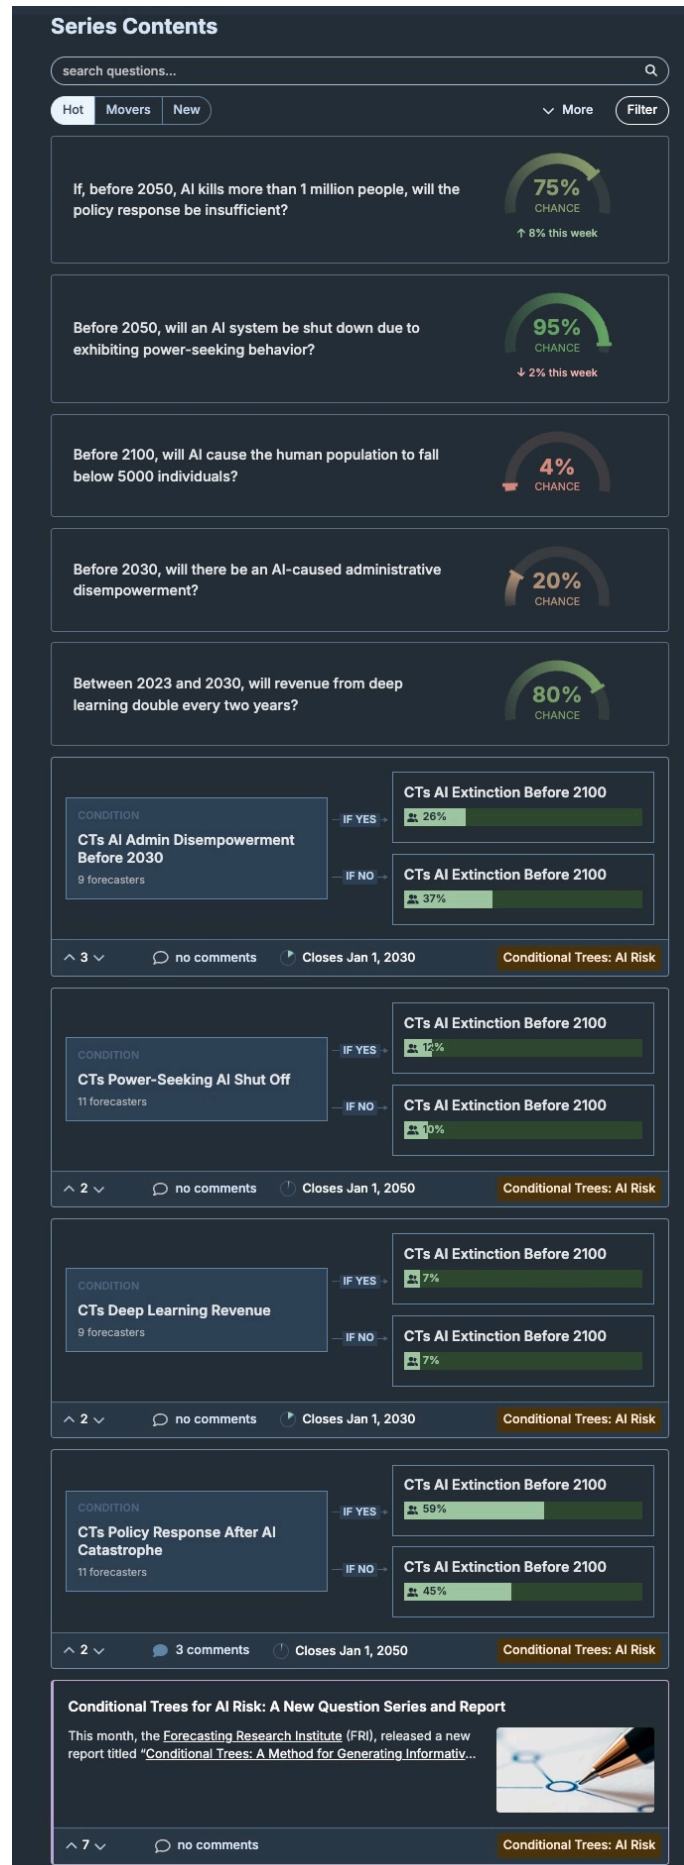 Series Contents
search questions...
Hot Movers New More Filter
If, before 2050, AI kills more than 1 million people, will the
policy response be insufficient?
75%
CHANCE
↑ 8% this week
Before 2050, will an AI system be shut down due to
exhibiting power-seeking behavior?
95%
CHANCE
↓ 2% this week
Before 2100, will AI cause the human population to fall
below 5000 individuals?
4%
CHANCE
Before 2030, will there be an AI-caused administrative
disempowerment?
20%
CHANCE
Between 2023 and 2030, will revenue from deep
learning double every two years?
80%
CHANCE
CONDITION
CTs AI Admin Disempowerment
Before 2030
9 forecasters
IF YES
CTs AI Extinction Before 2100
26%
IF NO
CTs AI Extinction Before 2100
37%
3 no comments Closes Jan 1, 2030 Conditional Trees: AI Risk
CONDITION
CTs Power-Seeking AI Shut Off
11 forecasters
IF YES
CTs AI Extinction Before 2100
12%
IF NO
CTs AI Extinction Before 2100
10%
2 no comments Closes Jan 1, 2050 Conditional Trees: AI Risk
CONDITION
CTs Deep Learning Revenue
9 forecasters
IF YES
CTs AI Extinction Before 2100
7%
IF NO
CTs AI Extinction Before 2100
7%
2 no comments Closes Jan 1, 2030 Conditional Trees: AI Risk
CONDITION
CTs Policy Response After AI
Catastrophe
11 forecasters
IF YES
CTs AI Extinction Before 2100
59%
IF NO
CTs AI Extinction Before 2100
45%
2 3 comments Closes Jan 1, 2050 Conditional Trees: AI Risk
Conditional Trees for AI Risk: A New Question Series and Report
This month, the Forecasting Research Institute (FRI), released a new
report titled “Conditional Trees: A Method for Generating Informativ...
7 no comments Conditional Trees: AI Risk